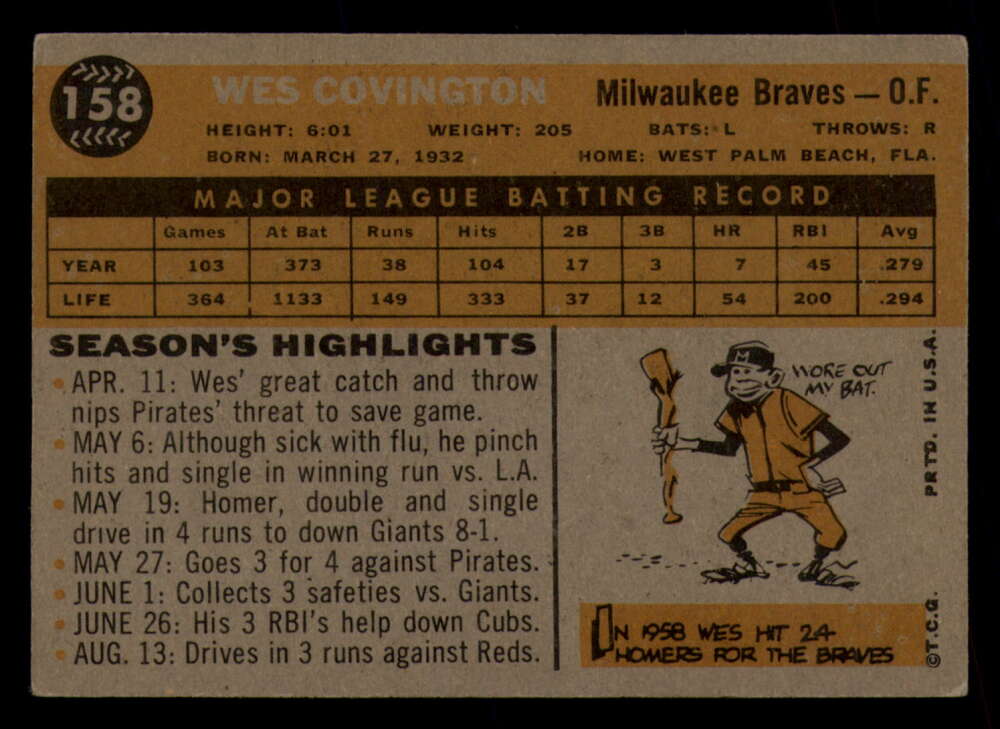 158
WES COVINGTON
Milwaukee Braves — O.F.
HEIGHT: 6:01 WEIGHT: 205 BATS: L THROWS: R
BORN: MARCH 27, 1932 HOME: WEST PALM BEACH, FLA.
MAJOR LEAGUE BATTING RECORD
Games At Bat Runs Hits 2B 3B HR RBI Avg
YEAR 103 373 38 104 17 3 7 45 .279
LIFE 364 1133 149 333 37 12 54 200 .294
SEASON'S HIGHLIGHTS
• APR. 11: Wes' great catch and throw
nips Pirates' threat to save game.
• MAY 6: Although sick with flu, he pinch
hits and single in winning run vs. L.A.
• MAY 19: Homer, double and single
drive in 4 runs to down Giants 8-1.
• MAY 27: Goes 3 for 4 against Pirates.
• JUNE 1: Collects 3 safeties vs. Giants.
• JUNE 26: His 3 RBI's help down Cubs.
• AUG. 13: Drives in 3 runs against Reds.
M
I WORE OUT
MY BAT.
IN 1958 WES HIT 24
HOMERS FOR THE BRAVES
©T.C.G. PRTD. IN U.S.A.